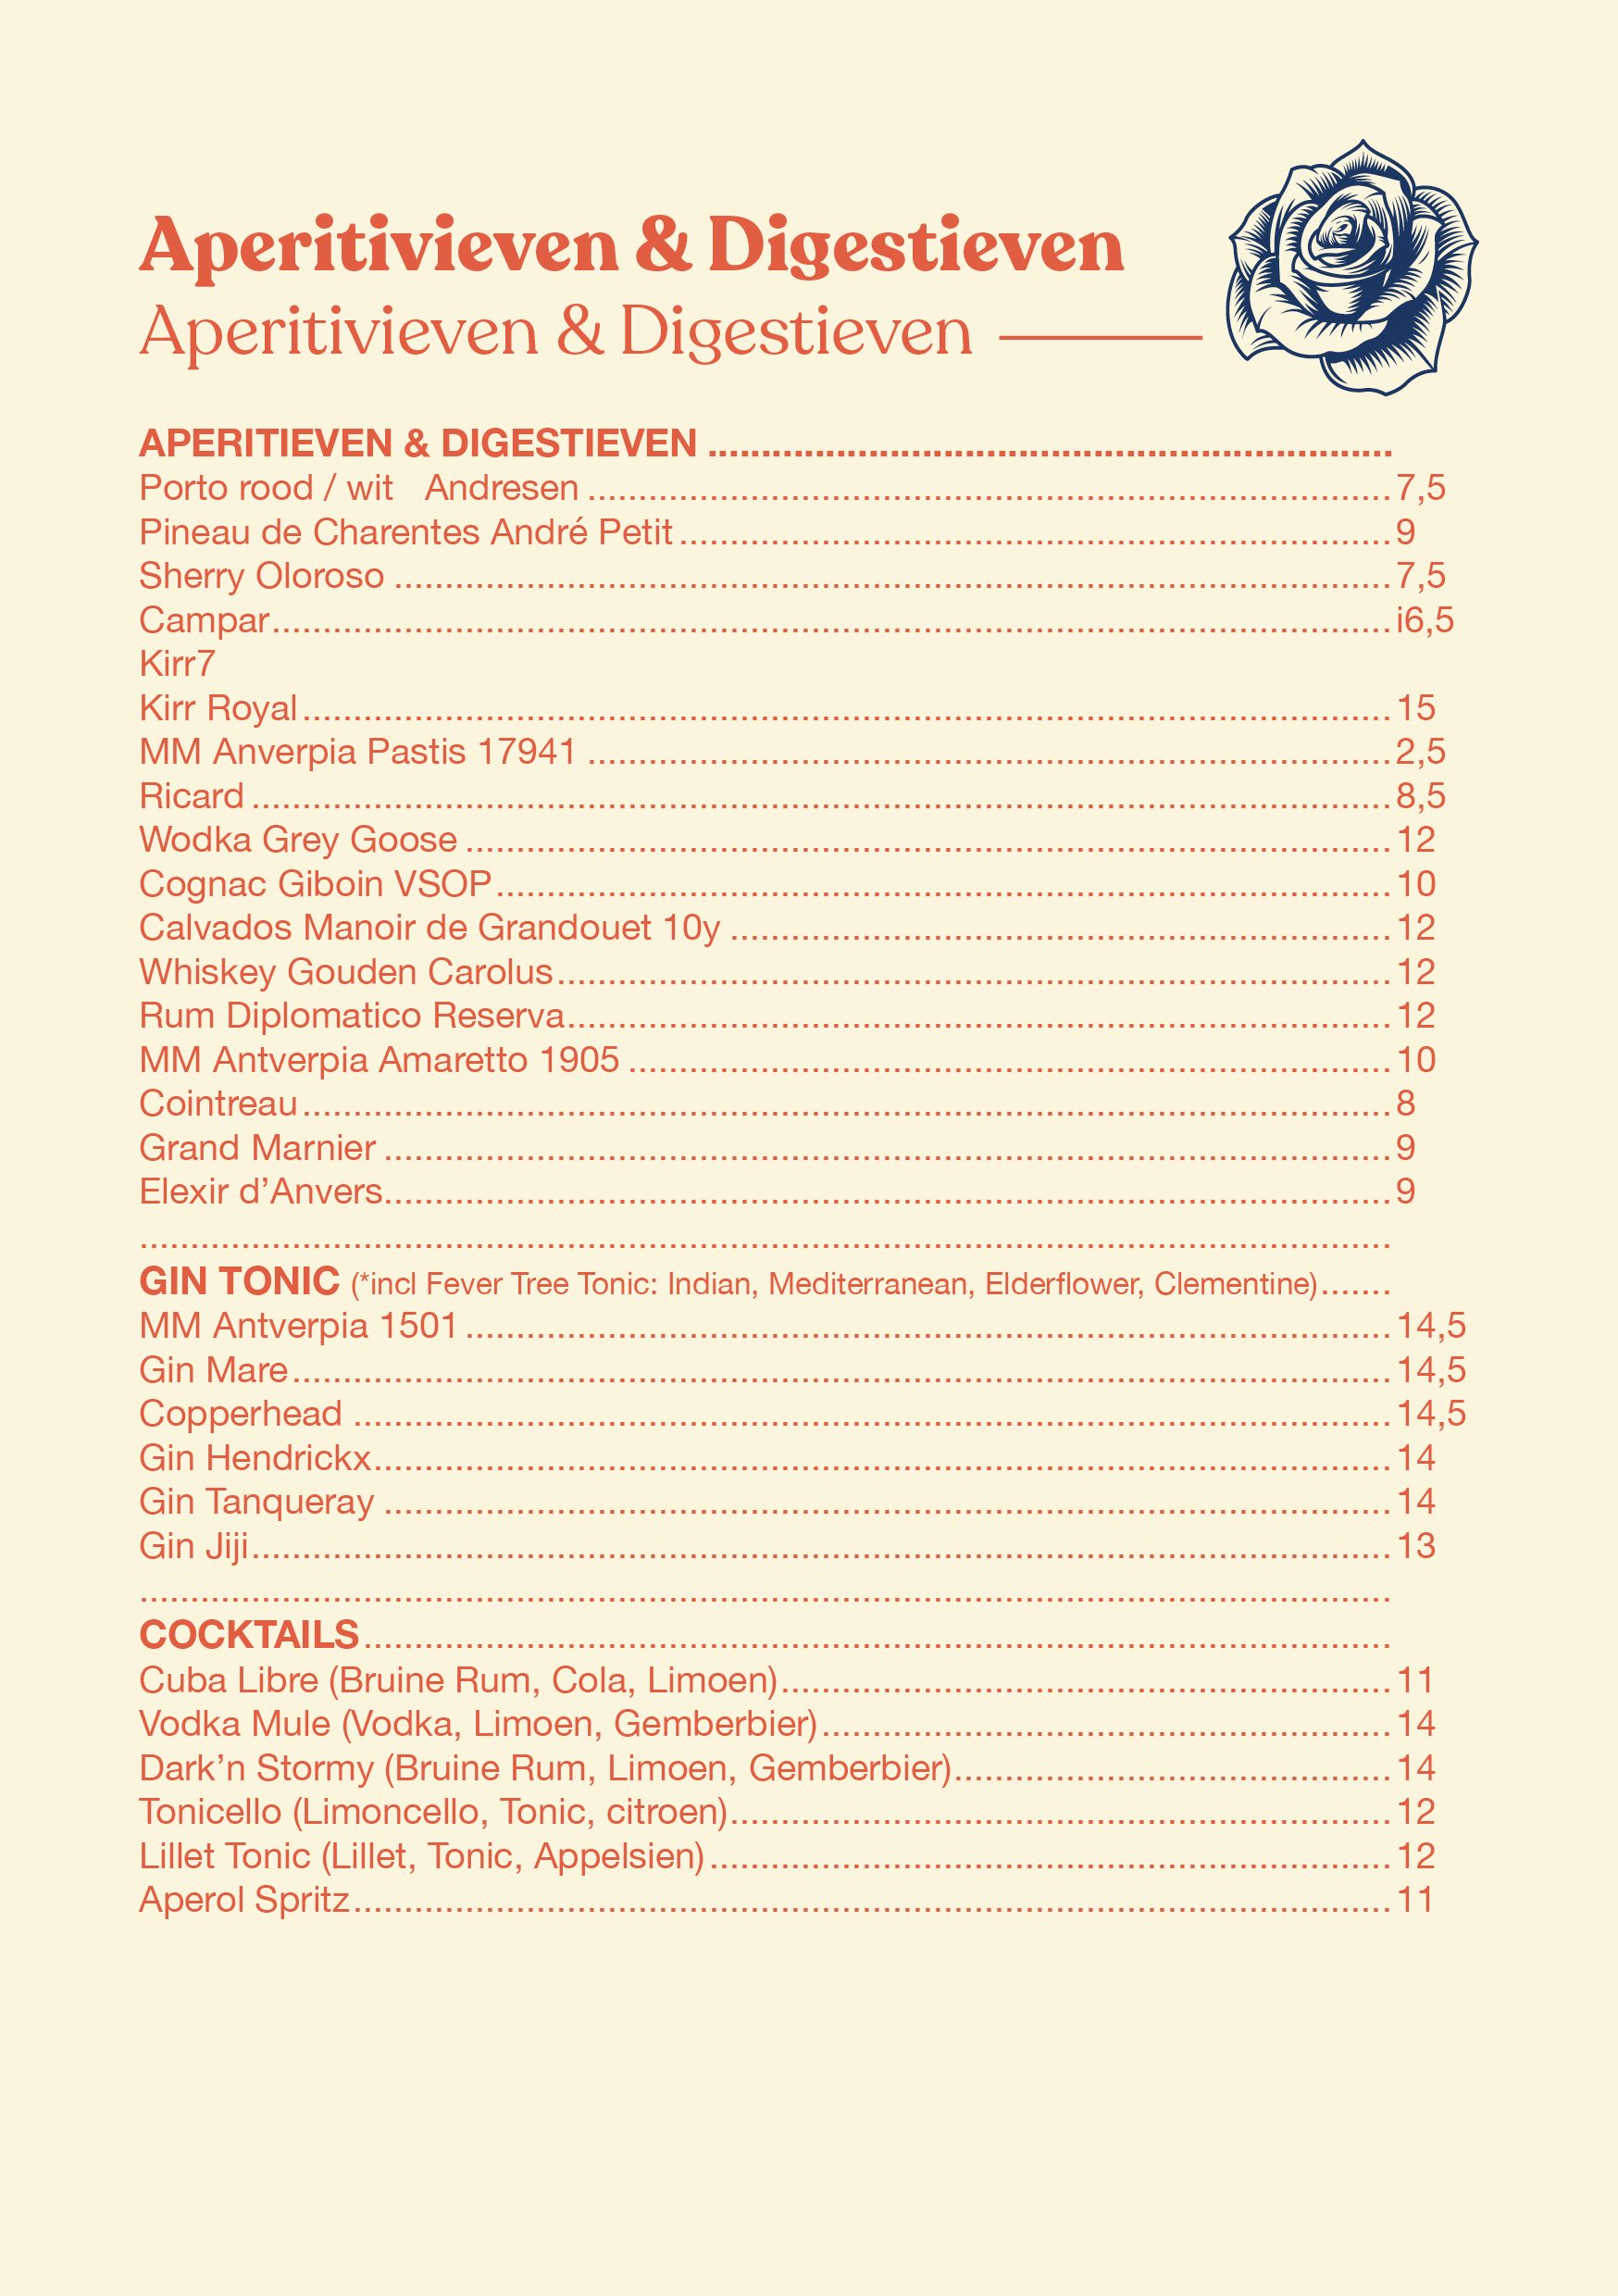 Aperitivieven & Digestieven
Aperitivieven & Digestieven
APERITIEVEN & DIGESTIEVEN
Porto rood / wit Andresen 7,5
Pineau de Charentes André Petit 9
Sherry Oloroso 7,5
Campar i6,5
Kirr7
Kirr Royal 15
MM Anverpia Pastis 17941 2,5
Ricard 8,5
Wodka Grey Goose 12
Cognac Giboin VSOP 10
Calvados Manoir de Grandouet 10y 12
Whiskey Gouden Carolus 12
Rum Diplomatico Reserva 12
MM Antverpia Amaretto 1905 10
Cointreau 8
Grand Marnier 9
Elexir d’Anvers 9
GIN TONIC (*incl Fever Tree Tonic: Indian, Mediterranean, Elderflower, Clementine)
MM Antverpia 1501 14,5
Gin Mare 14,5
Copperhead 14,5
Gin Hendrickx 14
Gin Tanqueray 14
Gin Jiji 13
COCKTAILS
Cuba Libre (Bruine Rum, Cola, Limoen) 11
Vodka Mule (Vodka, Limoen, Gemberbier) 14
Dark’n Stormy (Bruine Rum, Limoen, Gemberbier) 14
Tonicello (Limoncello, Tonic, citroen) 12
Lillet Tonic (Lillet, Tonic, Appelsien) 12
Aperol Spritz 11